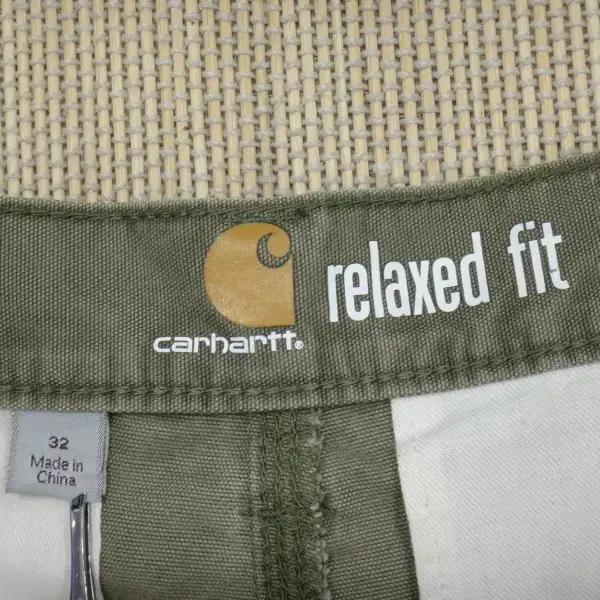 relaxed fit
carhartt®
32
Made in
China